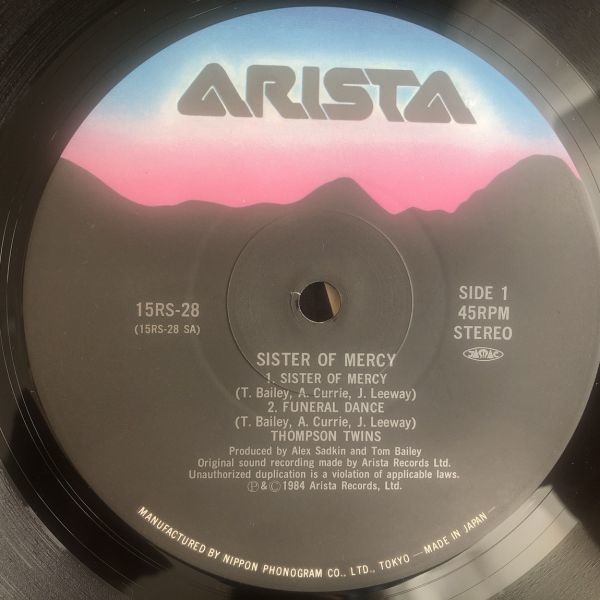 ARISTA
15RS-28
(15RS-28 SA)
SIDE 1
45RPM
STEREO
JASRAC
SISTER OF MERCY
1. SISTER OF MERCY
(T. Bailey, A. Currie, J. Leeway)
2. FUNERAL DANCE
(T. Bailey, A. Currie, J. Leeway)
THOMPSON TWINS
Produced by Alex Sadkin and Tom Bailey
Original sound recording made by Arista Records Ltd.
Unauthorized duplication is a violation of applicable laws.
℗&©1984 Arista Records, Ltd.
MANUFACTURED BY NIPPON PHONOGRAM CO., LTD., TOKYO —MADE IN JAPAN—